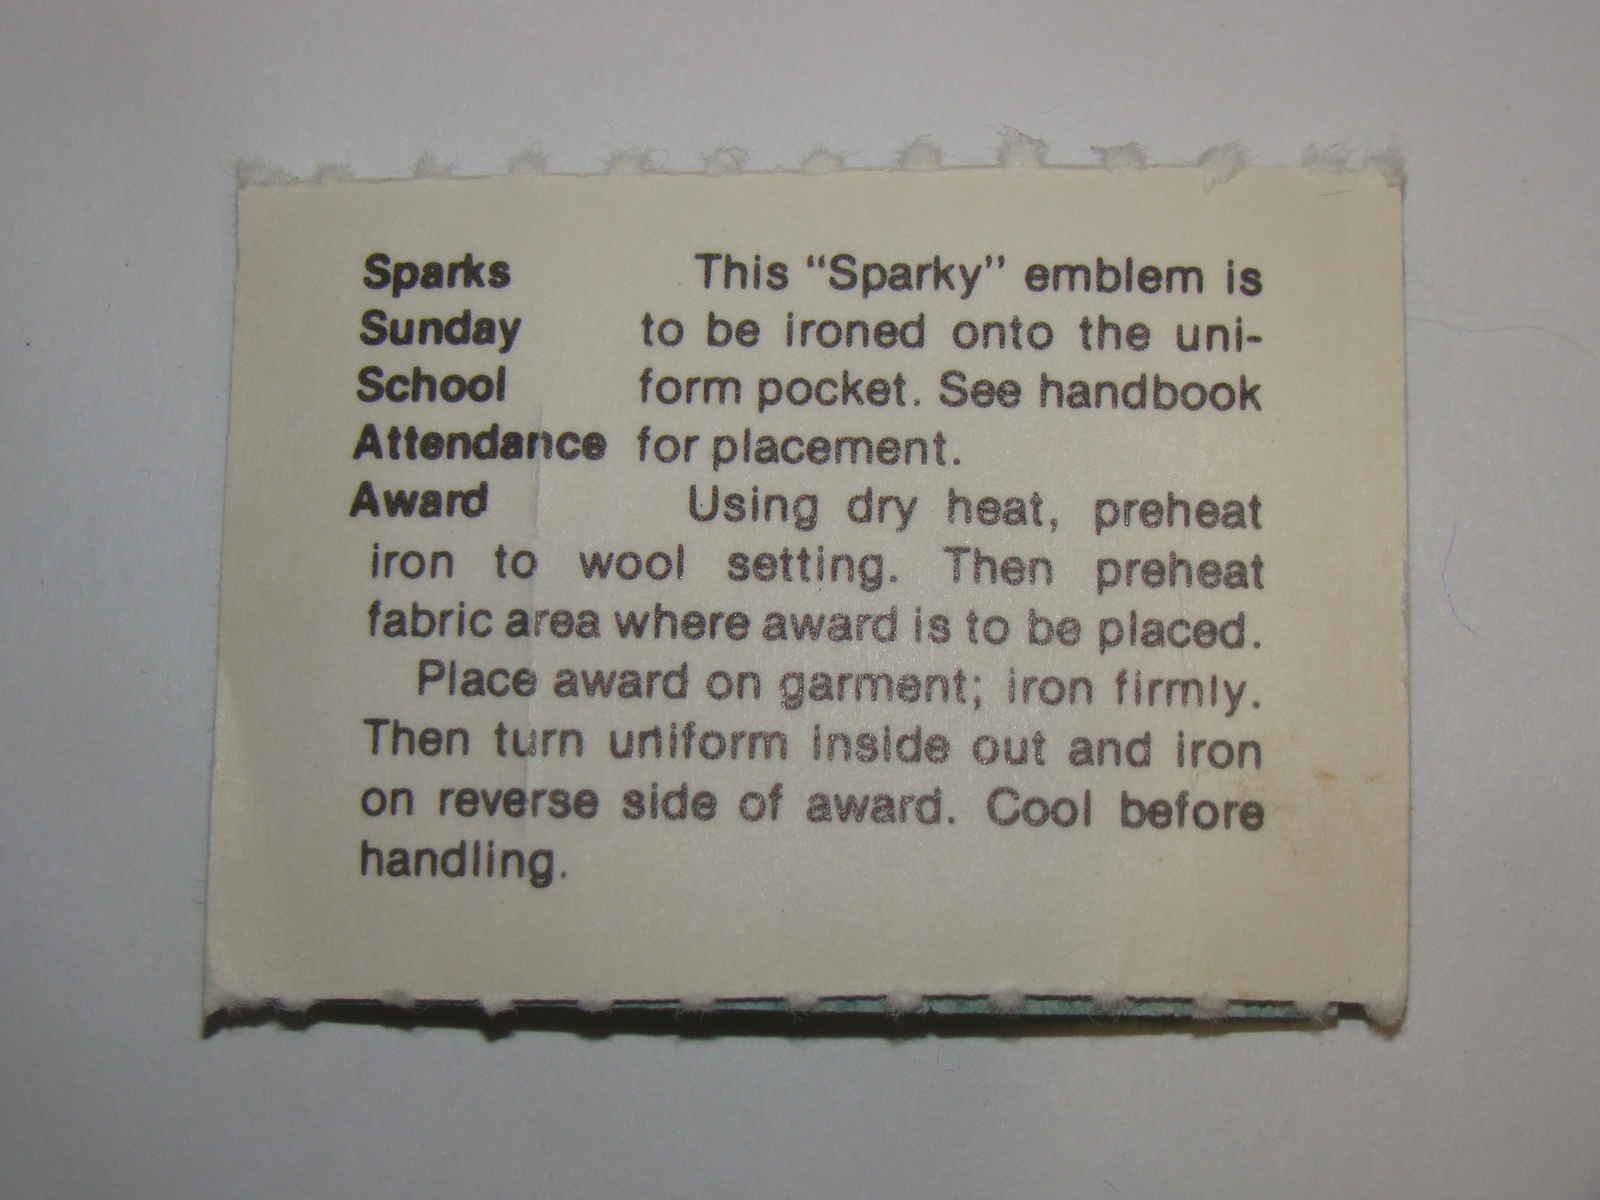 Sparks This “Sparky” emblem is
Sunday to be ironed onto the uni-
School form pocket. See handbook
Attendance for placement.
Award Using dry heat, preheat
iron to wool setting. Then preheat
fabric area where award is to be placed.
Place award on garment; iron firmly.
Then turn uniform inside out and iron
on reverse side of award. Cool before
handling.